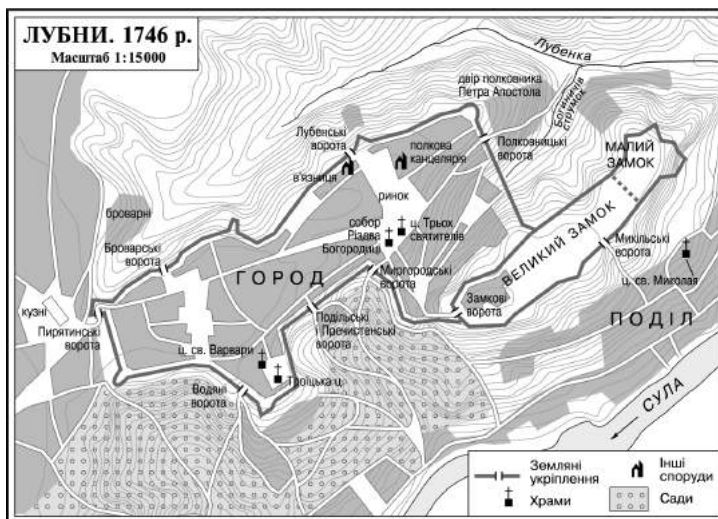 ЛУБНИ. 1746 р.
Масштаб 1:15000
Лубенка
двір полковника
Петра Апостола
Богиничів
струмок
Лубенські
ворота
полкова
канцелярія
Полковницькі
ворота
МАЛИЙ
ЗАМОК
в'язниця
ринок
броварні
собор
Різдва
Богородиці
ц. Трьох
святителів
ВЕЛИКИЙ ЗАМОК
Микільські
ворота
Броварські
ворота
ГОРОД
Миргородські
ворота
ц. св. Миколая
Замкові
ворота
ПОДІЛ
кузні
Пирятинські
ворота
Подільські
Пречистенські
ворота
ц. св. Варвари
Троїцька ц.
Водяні
ворота
СУЛА
Земляні
укріплення
Інші
споруди
Храми
Сади